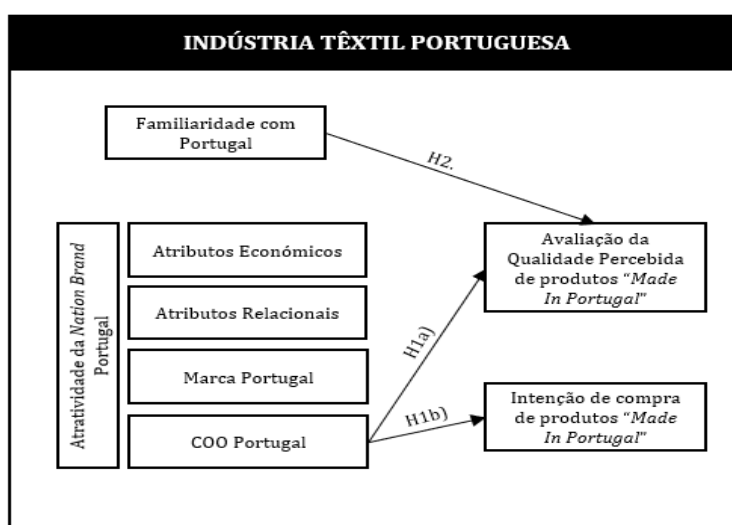 INDÚSTRIA TÊXTIL PORTUGUESA
Familiaridade com
Portugal
H2.
Atratividade da Nation Brand
Portugal
Atributos Económicos
Atributos Relacionais
Marca Portugal
COO Portugal
H1a)
H1b)
Avaliação da
Qualidade Percebida
de produtos "Made
In Portugal"
Intenção de compra
de produtos "Made
In Portugal"